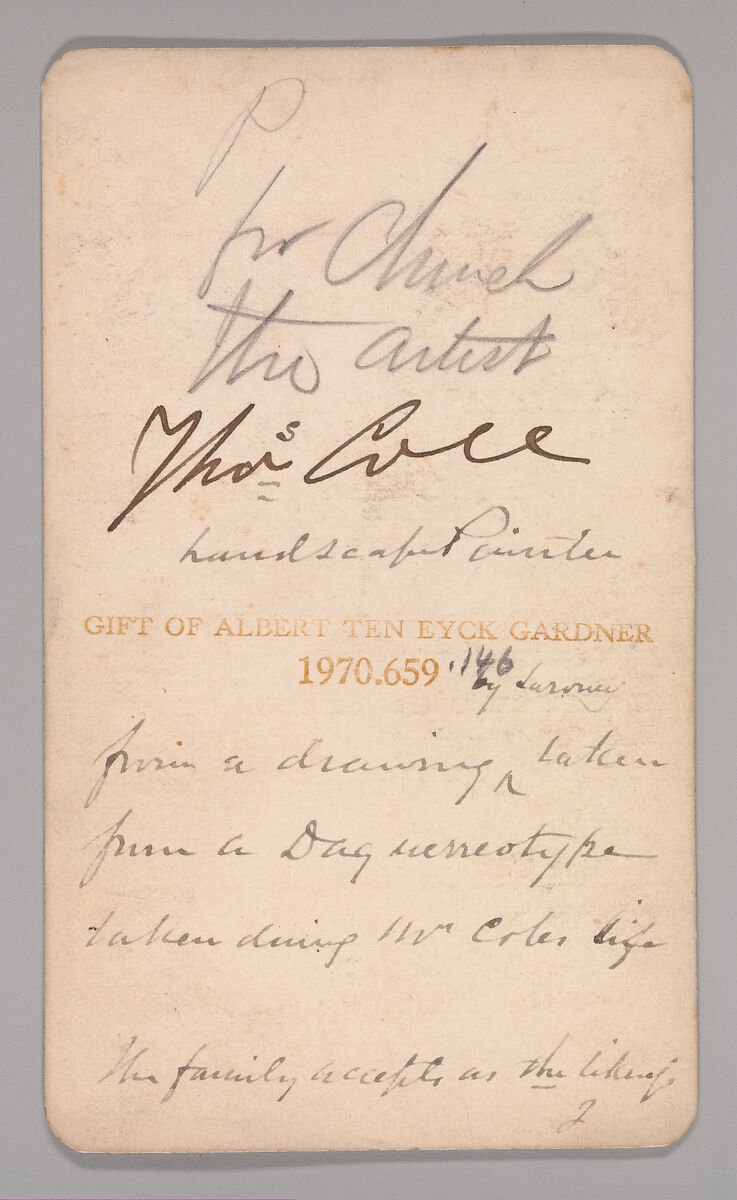 P
for Church
the artist
Thos Cole
Landscape Painter
GIFT OF ALBERT TEN EYCK GARDNER
1970.659.146
by Sarony
from a drawing ^ taken
from a Daguerreotype
taken during Mr Coles life
The family accepts as the likeness